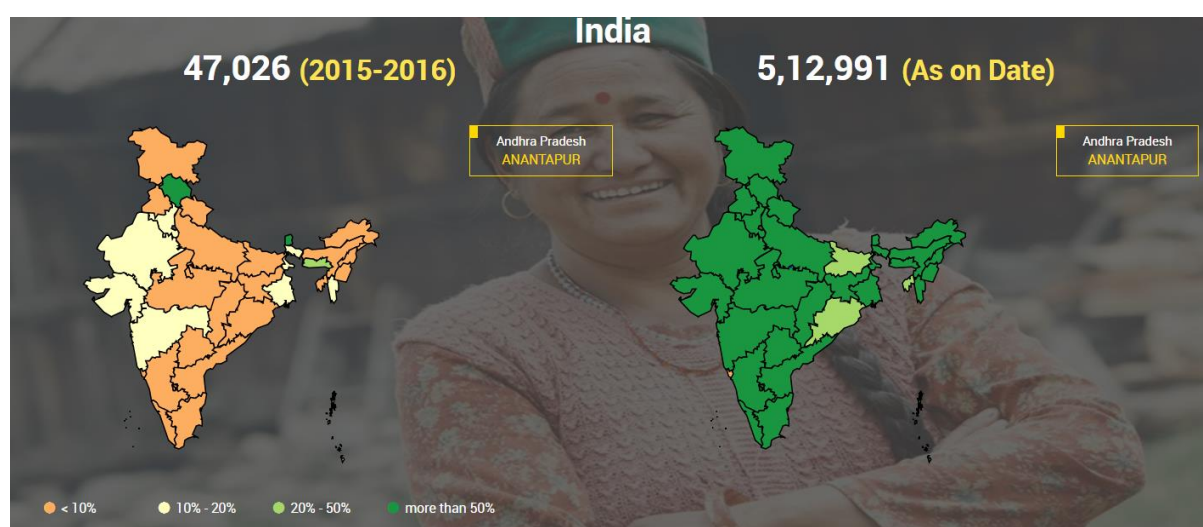 India
47,026 (2015-2016)
5,12,991 (As on Date)
Andhra Pradesh
ANANTAPUR
Andhra Pradesh
ANANTAPUR
< 10%
10% - 20%
20% - 50%
more than 50%